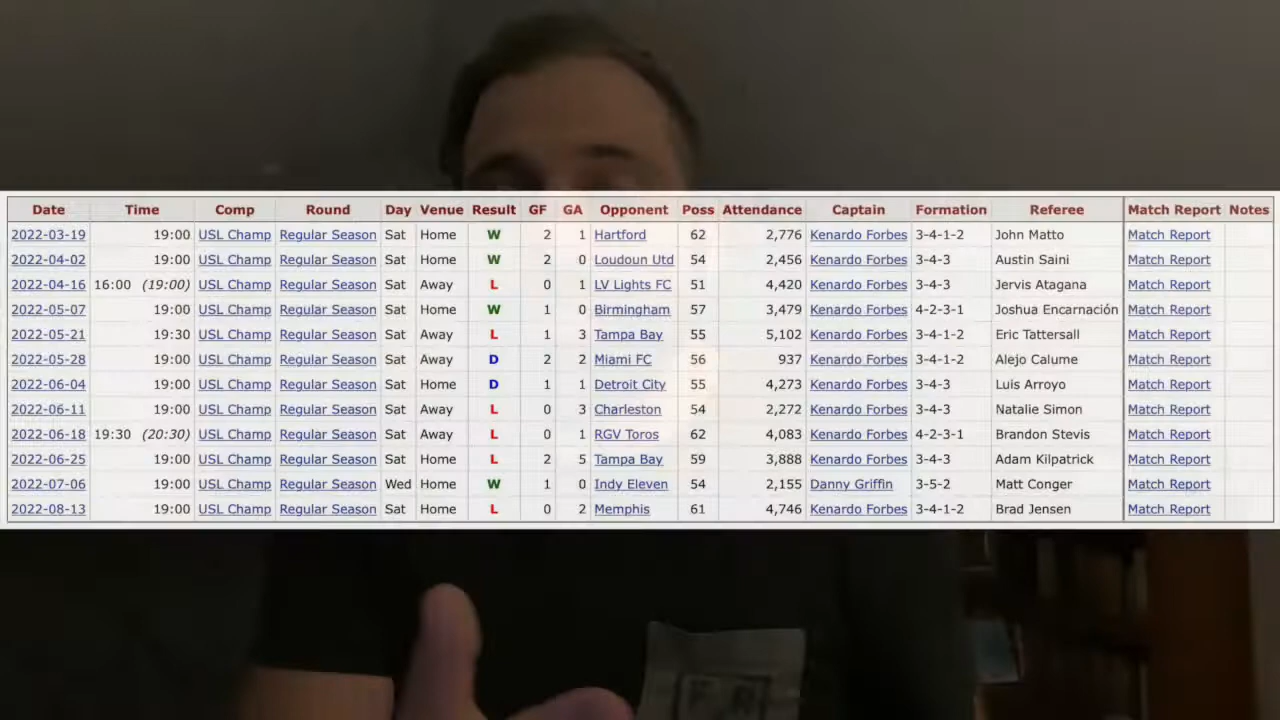 Date Time Comp Round Day Venue Result GF GA Opponent Poss Attendance Captain Formation Referee Match Report Notes
2022-03-19 19:00 USL Champ Regular Season Sat Home W 2 1 Hartford 62 2,776 Kenardo Forbes 3-4-1-2 John Matto Match Report
2022-04-02 19:00 USL Champ Regular Season Sat Home W 2 0 Loudoun Utd 54 2,456 Kenardo Forbes 3-4-3 Austin Saini Match Report
2022-04-16 16:00 (19:00) USL Champ Regular Season Sat Away L 0 1 LV Lights FC 51 4,420 Kenardo Forbes 3-4-3 Jervis Atagana Match Report
2022-05-07 19:00 USL Champ Regular Season Sat Home W 1 0 Birmingham 57 3,479 Kenardo Forbes 4-2-3-1 Joshua Encarnación Match Report
2022-05-21 19:30 USL Champ Regular Season Sat Away L 1 3 Tampa Bay 55 5,102 Kenardo Forbes 3-4-1-2 Eric Tattersall Match Report
2022-05-28 19:00 USL Champ Regular Season Sat Away D 2 2 Miami FC 56 937 Kenardo Forbes 3-4-1-2 Alejo Calume Match Report
2022-06-04 19:00 USL Champ Regular Season Sat Home D 1 1 Detroit City 55 4,273 Kenardo Forbes 3-4-3 Luis Arroyo Match Report
2022-06-11 19:00 USL Champ Regular Season Sat Away L 0 3 Charleston 54 2,272 Kenardo Forbes 3-4-3 Natalie Simon Match Report
2022-06-18 19:30 (20:30) USL Champ Regular Season Sat Away L 0 1 RGV Toros 62 4,083 Kenardo Forbes 4-2-3-1 Brandon Stevis Match Report
2022-06-25 19:00 USL Champ Regular Season Sat Home L 2 5 Tampa Bay 59 3,888 Kenardo Forbes 3-4-3 Adam Kilpatrick Match Report
2022-07-06 19:00 USL Champ Regular Season Wed Home W 1 0 Indy Eleven 54 2,155 Danny Griffin 3-5-2 Matt Conger Match Report
2022-08-13 19:00 USL Champ Regular Season Sat Home L 0 2 Memphis 61 4,746 Kenardo Forbes 3-4-1-2 Brad Jensen Match Report